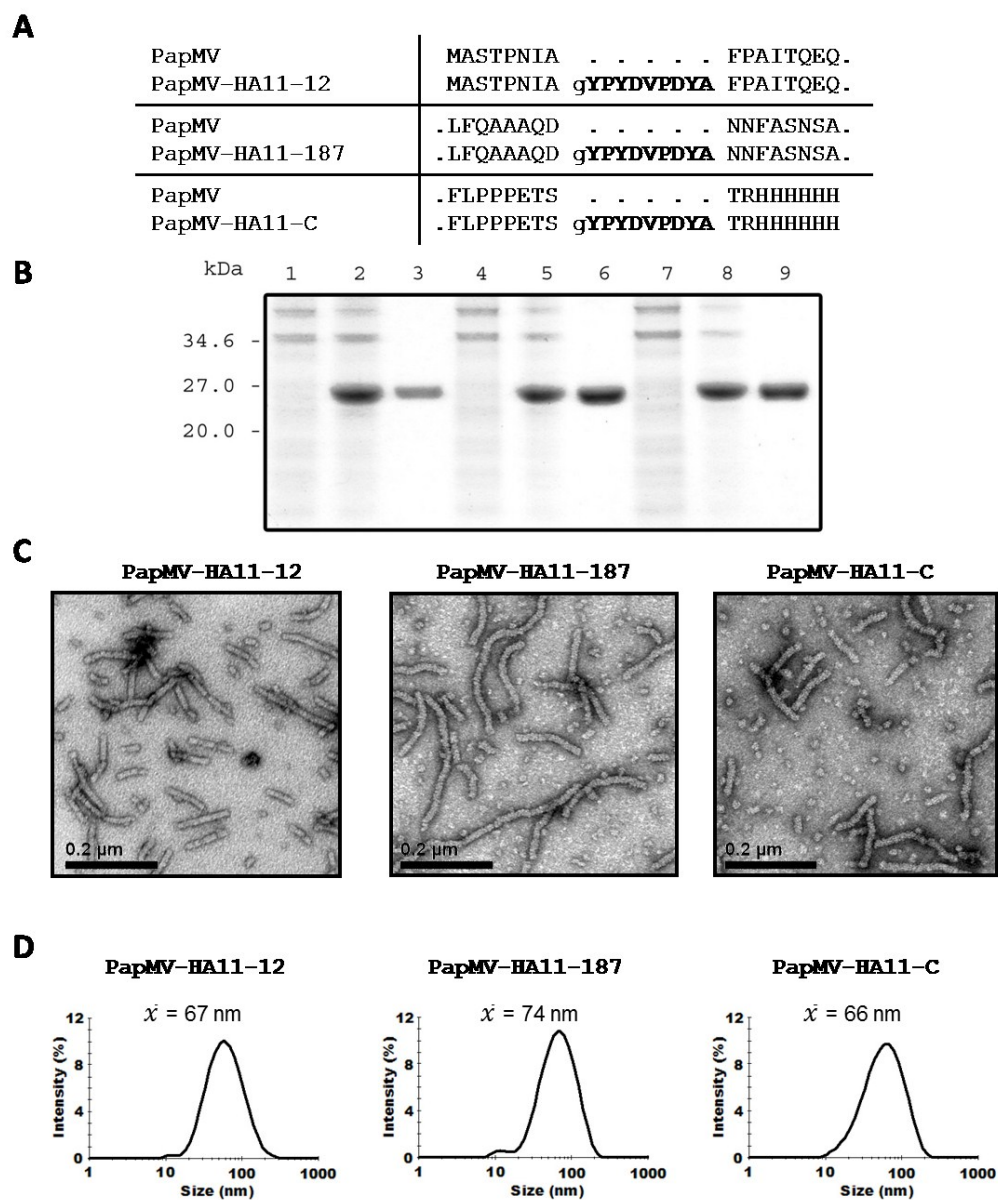 A
PapMV MASTPNIA . . . . . FPAITQEQ.
PapMV-HA11-12 MASTPNIA gYPYDVPDYA FPAITQEQ.
PapMV .LFQAAAQD . . . . . NNFASNSA.
PapMV-HA11-187 .LFQAAAQD gYPYDVPDYA NNFASNSA.
PapMV .FLPPPETS . . . . . TRHHHHHH
PapMV-HA11-C .FLPPPETS gYPYDVPDYA TRHHHHHH
B
kDa 1 2 3 4 5 6 7 8 9
34.6 -
27.0 -
20.0 -
C
PapMV-HA11-12 PapMV-HA11-187 PapMV-HA11-C
0.2 µm 0.2 µm 0.2 µm
D
PapMV-HA11-12 PapMV-HA11-187 PapMV-HA11-C
x̄ = 67 nm x̄ = 74 nm x̄ = 66 nm
Intensity (%) Intensity (%) Intensity (%)
12 12 12
8 8 8
4 4 4
0 0 0
1 10 100 1000 1 10 100 1000 1 10 100 1000
Size (nm) Size (nm) Size (nm)